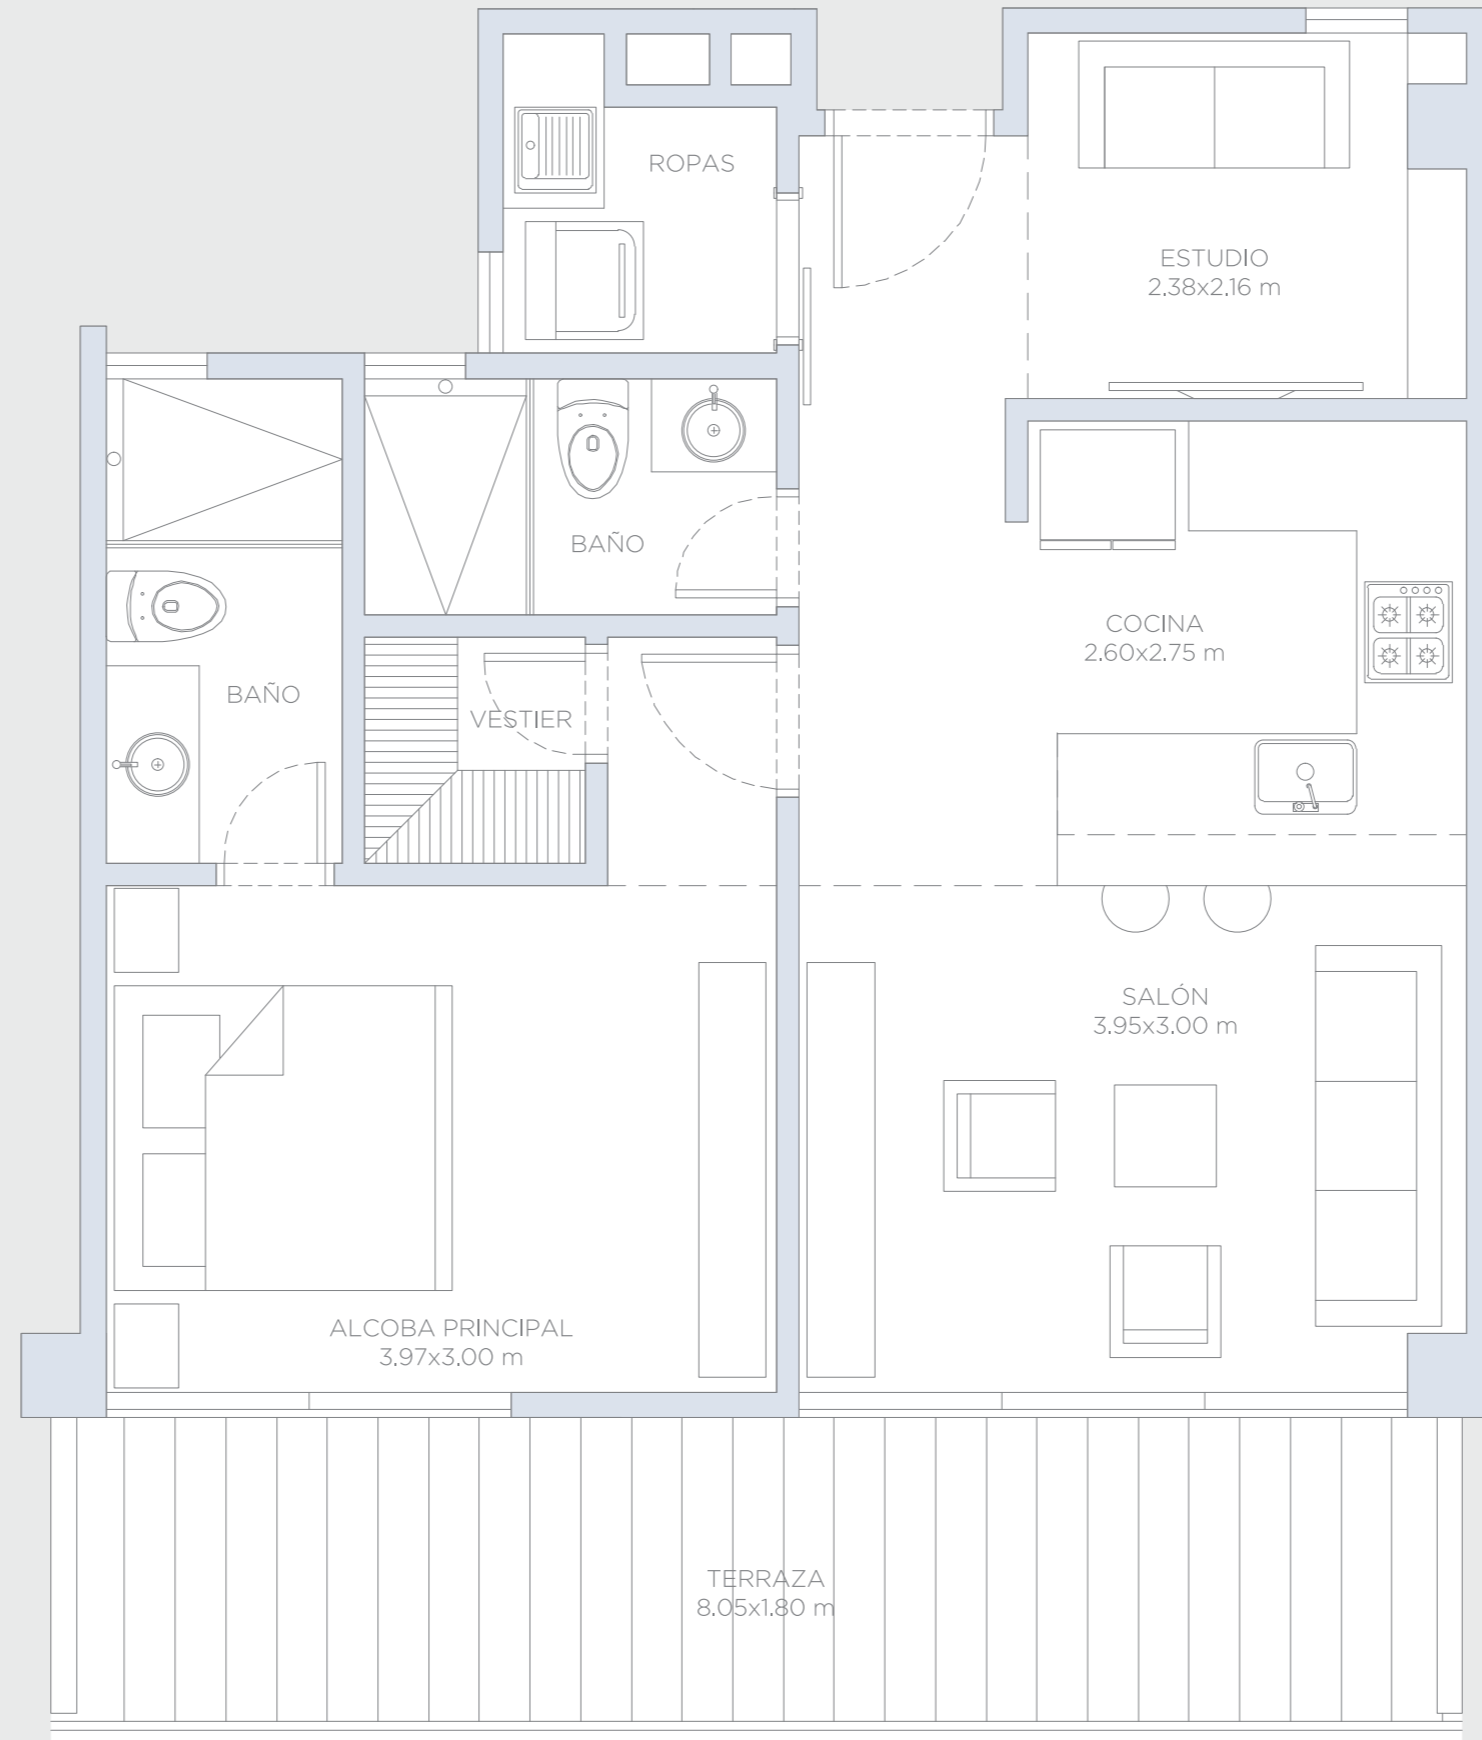 ROPAS
ESTUDIO
2.38x2.16 m
BAÑO
COCINA
2.60x2.75 m
BAÑO
VESTIER
SALÓN
3.95x3.00 m
ALCOBA PRINCIPAL
3.97x3.00 m
TERRAZA
8.05x1.80 m